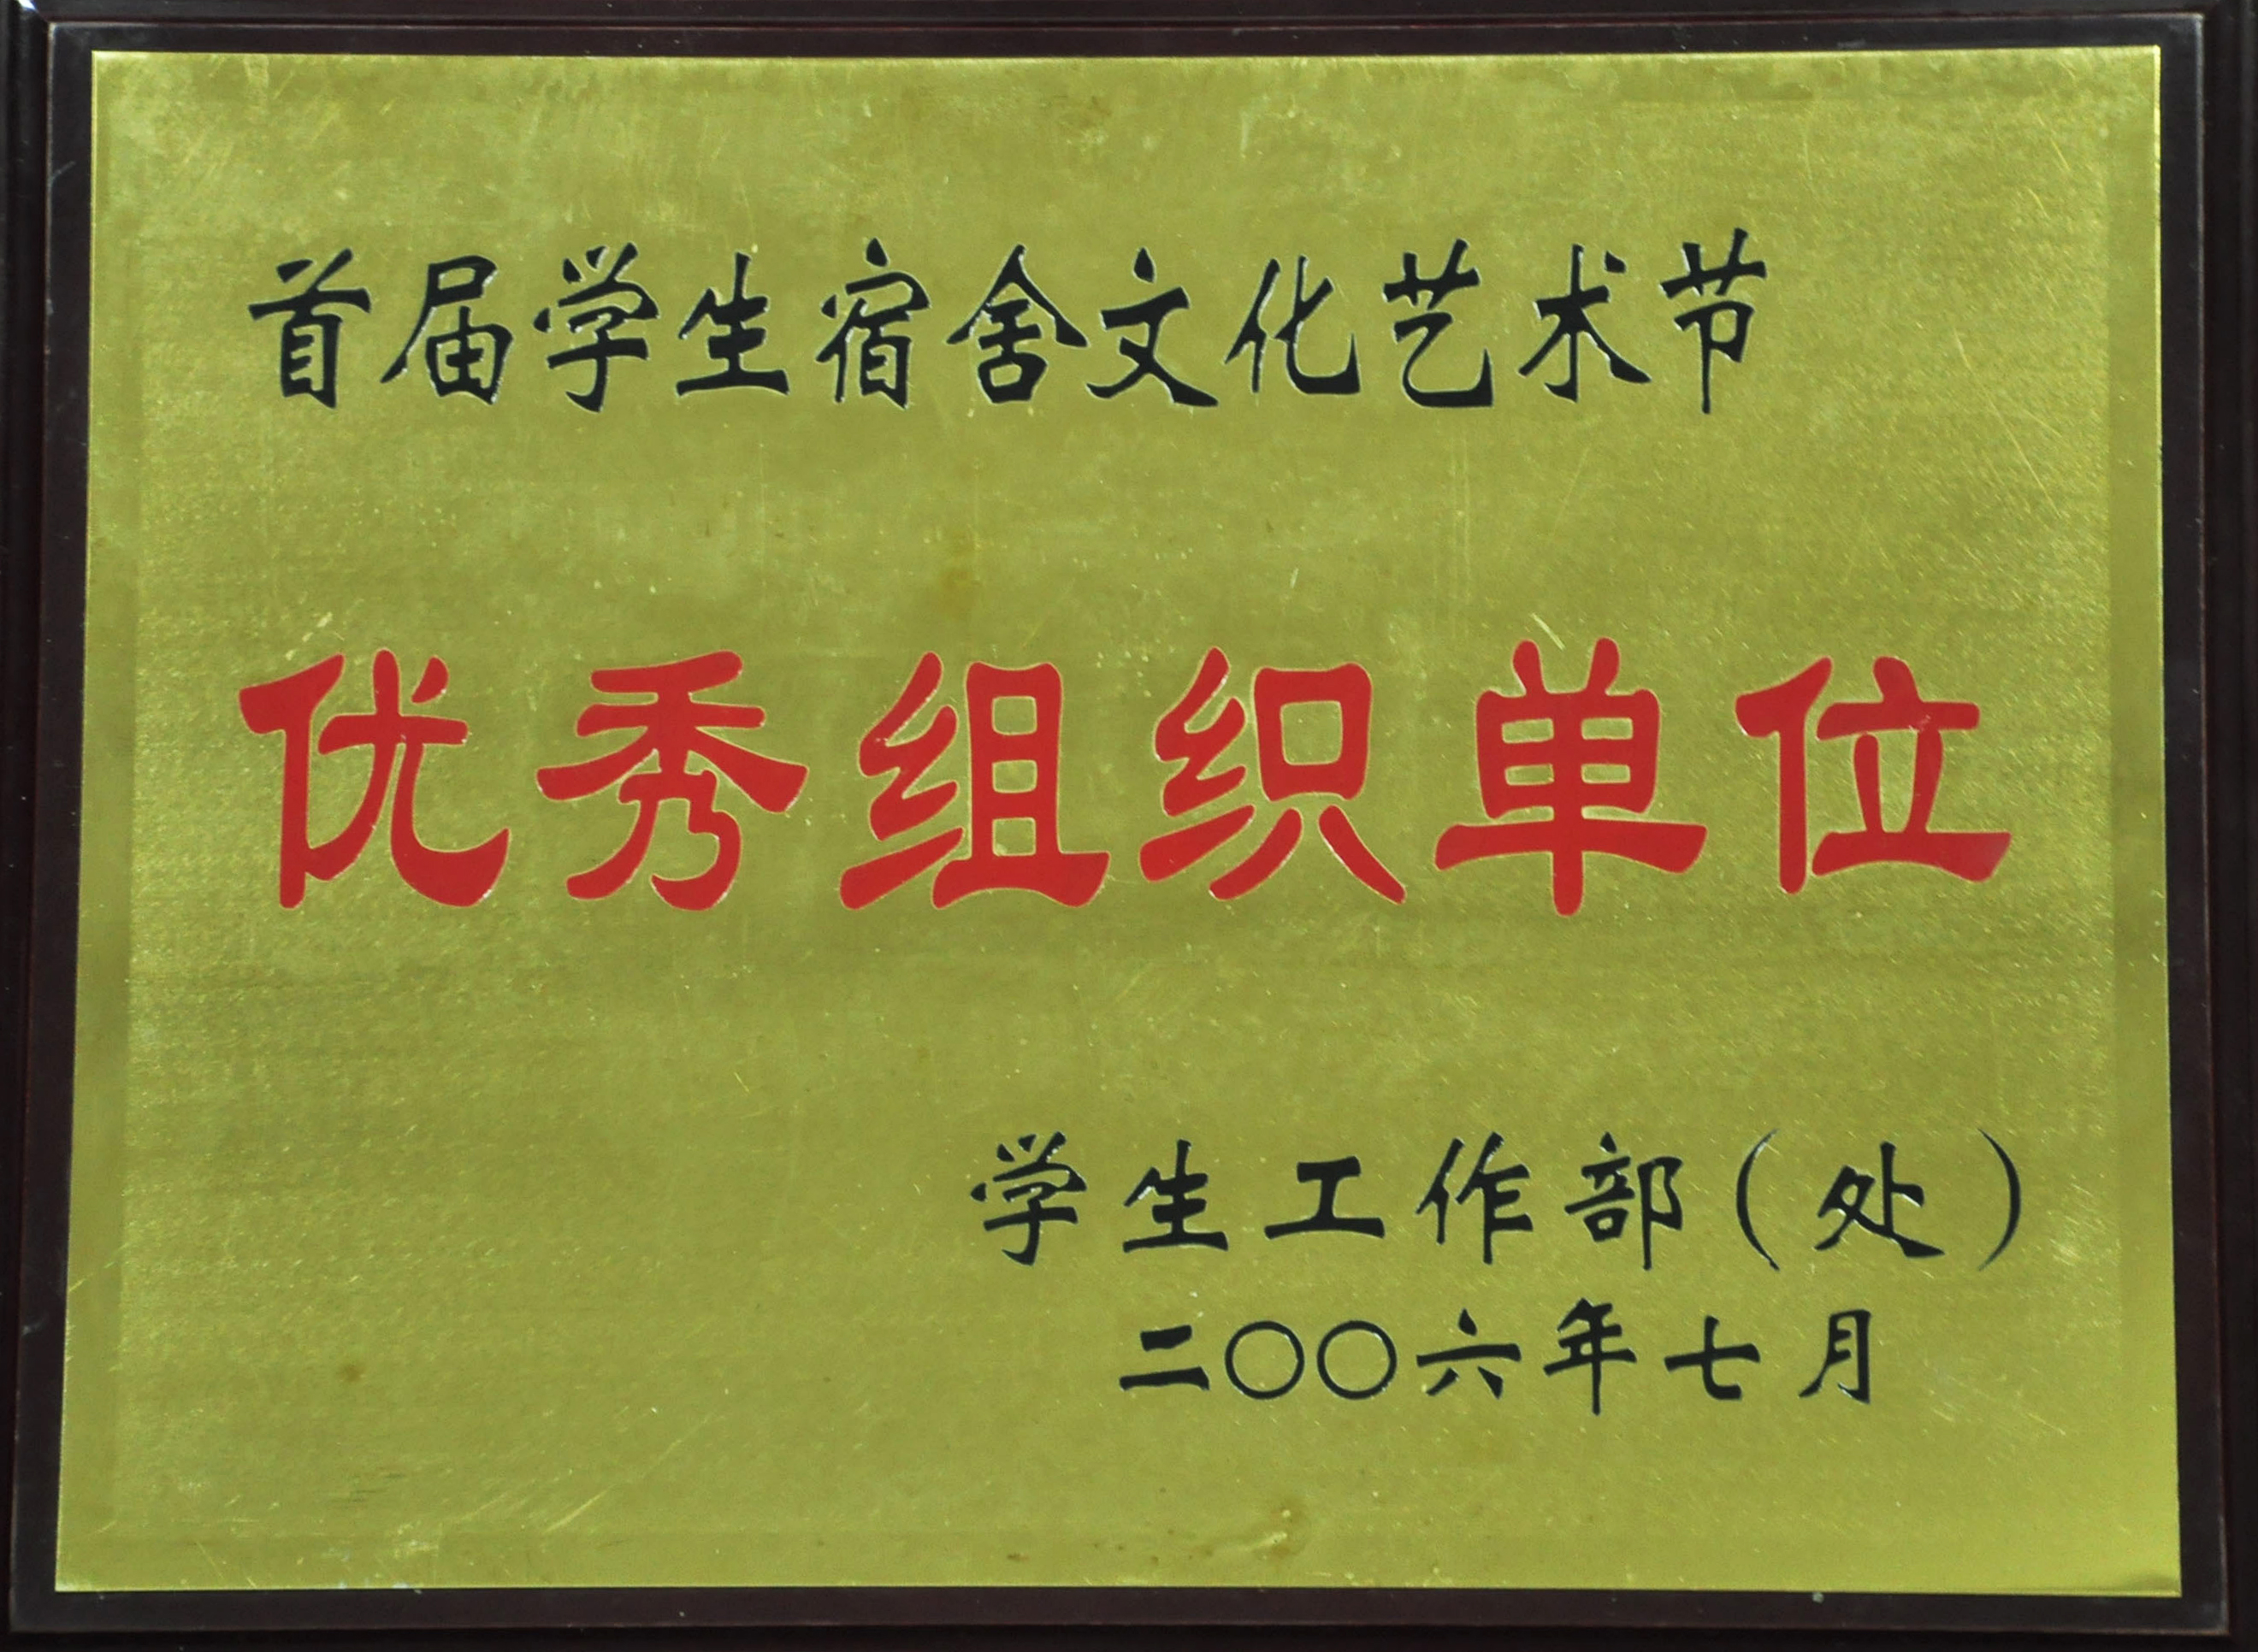 首届学生宿舍文化艺术节
优秀组织单位
学生工作部(处)
二〇〇六年七月